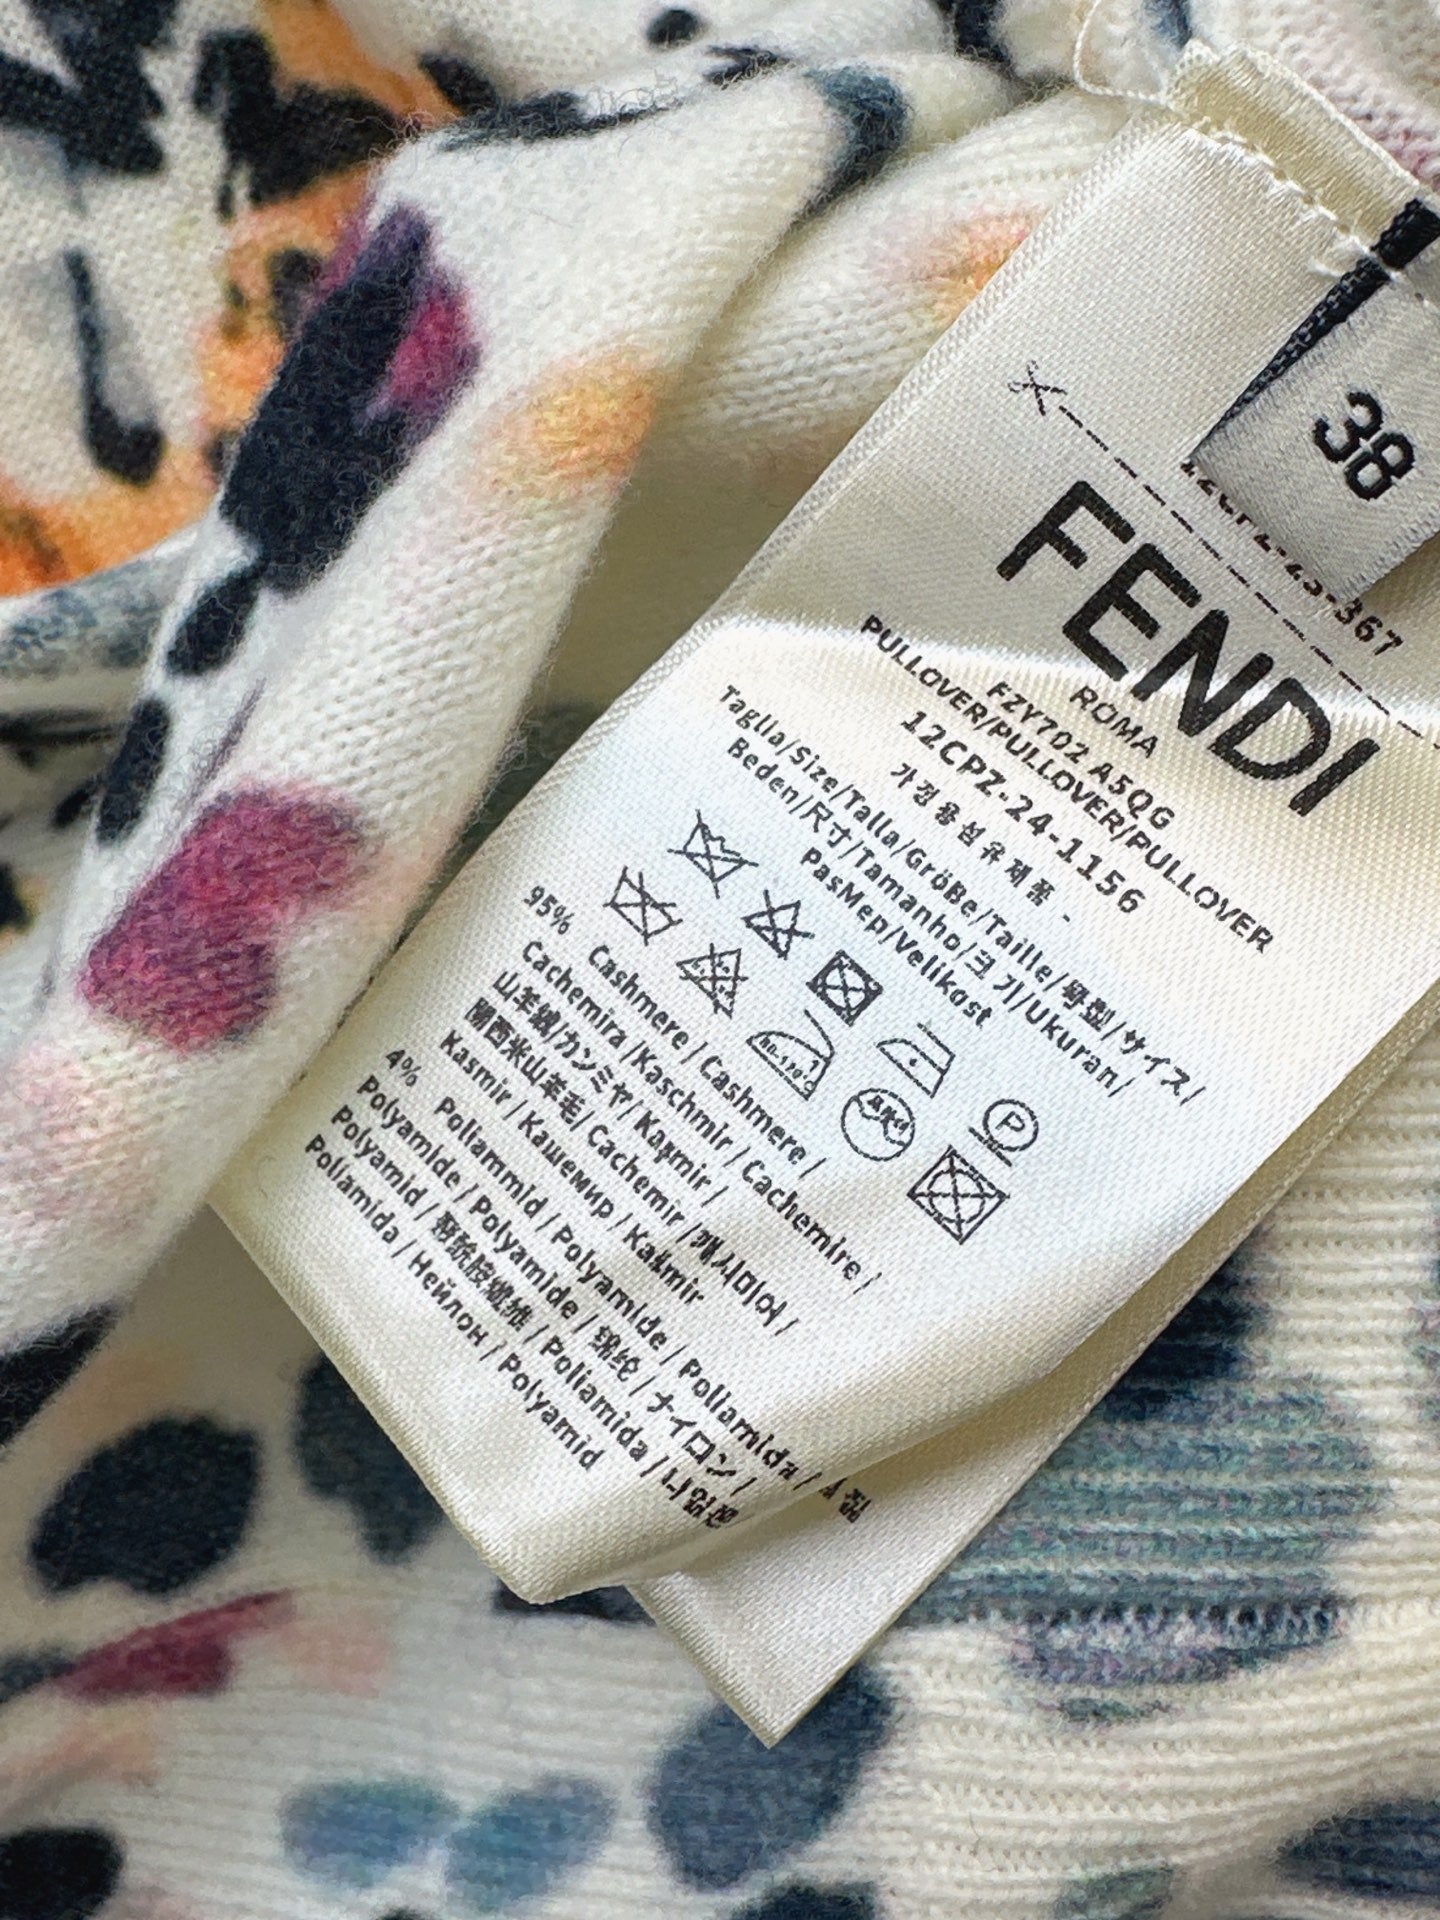 38
-367
FENDI
ROMA
FZY702 A5QG
PULLOVER/PULLOVER/PULLOVER
12CPZ-24-1156
가정용섬유제품 -
Taglia/Size/Talla/Größe/Taille/号型/サイズ/
Beden/尺寸/Tamanho/크기/Ukuran/
PasMep/Velikost
P
95% Cashmere / Cashmere /
Cachemira /Kaschmir / Cachemire /
山羊绒/カシミヤ/ Kaşmir /
開西米山羊毛/ Cachemir /캐시미어/
Kasmir / Кашемир / Kašmir
4% Poliammid / Polyamide / Poliamida /
Polyamide / Polyamide / 锦纶 / ナイロン /
Polyamid / 聚酰胺纖維 / Poliamida /
Poliamida / Нейлон / Polyamid